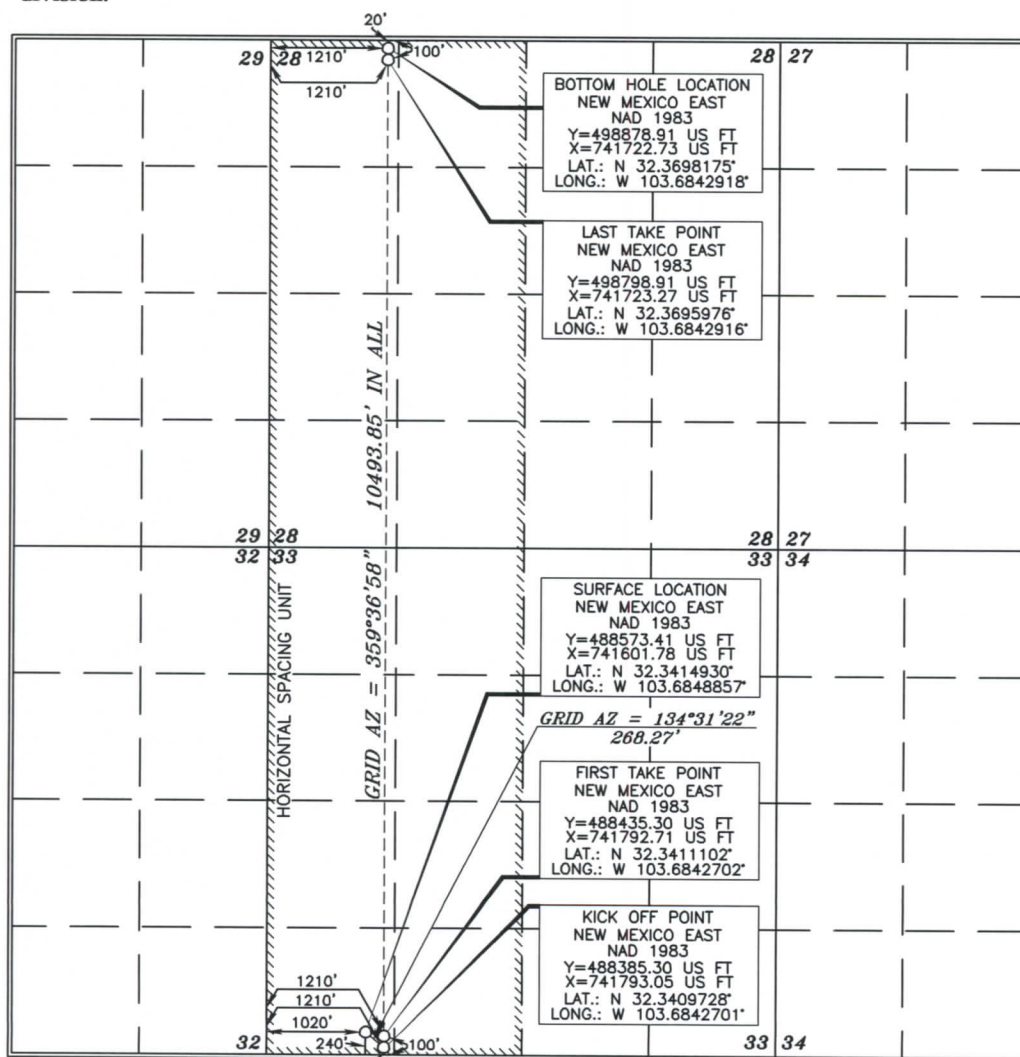 20'
29 28
1210'
100'
28 27
1210'
BOTTOM HOLE LOCATION
NEW MEXICO EAST
NAD 1983
Y=498878.91 US FT
X=741722.73 US FT
LAT.: N 32.3698175°
LONG.: W 103.6842918°
LAST TAKE POINT
NEW MEXICO EAST
NAD 1983
Y=498798.91 US FT
X=741723.27 US FT
LAT.: N 32.3695976°
LONG.: W 103.6842916°
GRID AZ = 359°36'58" 10493.85' IN ALL
29 28
32 33
28 27
33 34
HORIZONTAL SPACING UNIT
SURFACE LOCATION
NEW MEXICO EAST
NAD 1983
Y=488573.41 US FT
X=741601.78 US FT
LAT.: N 32.3414930°
LONG.: W 103.6848857°
GRID AZ = 134°31'22"
268.27'
FIRST TAKE POINT
NEW MEXICO EAST
NAD 1983
Y=488435.30 US FT
X=741792.71 US FT
LAT.: N 32.3411102°
LONG.: W 103.6842702°
KICK OFF POINT
NEW MEXICO EAST
NAD 1983
Y=488385.30 US FT
X=741793.05 US FT
LAT.: N 32.3409728°
LONG.: W 103.6842701°
1210'
1210'
1020'
32
240'
100'
33 34